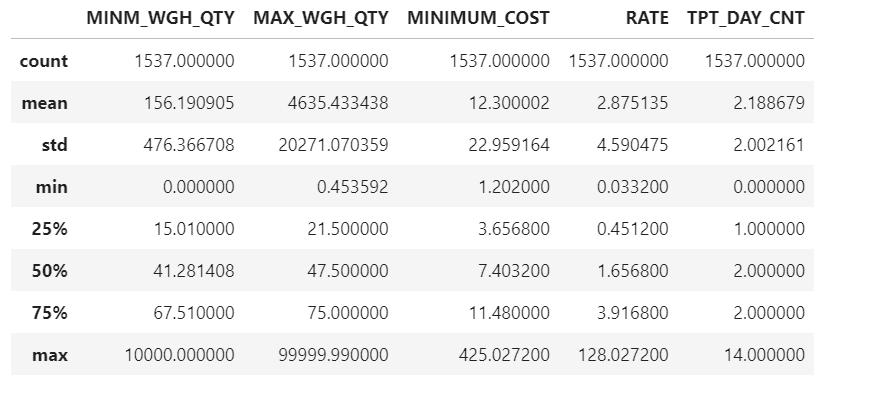 MINM_WGH_QTY MAX_WGH_QTY MINIMUM_COST RATE TPT_DAY_CNT
count 1537.000000 1537.000000 1537.000000 1537.000000 1537.000000
mean 156.190905 4635.433438 12.300002 2.875135 2.188679
std 476.366708 20271.070359 22.959164 4.590475 2.002161
min 0.000000 0.453592 1.202000 0.033200 0.000000
25% 15.010000 21.500000 3.656800 0.451200 1.000000
50% 41.281408 47.500000 7.403200 1.656800 2.000000
75% 67.510000 75.000000 11.480000 3.916800 2.000000
max 10000.000000 99999.990000 425.027200 128.027200 14.000000